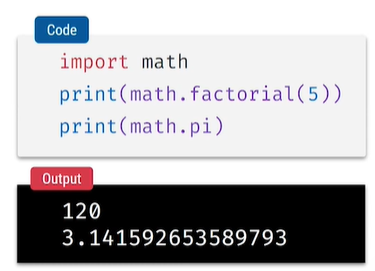 Code
import math
print(math.factorial(5))
print(math.pi)
Output
120
3.141592653589793